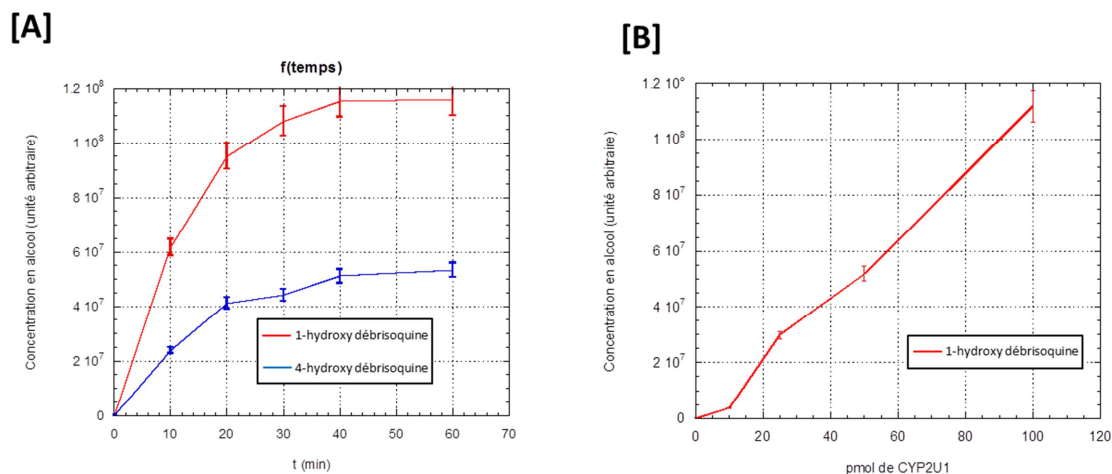 [A]
f(temps)
Concentration en alcool (unité arbitraire)
1.2 10⁸
1 10⁸
8 10⁷
6 10⁷
4 10⁷
2 10⁷
0
1-hydroxy débrisoquine
4-hydroxy débrisoquine
0 10 20 30 40 50 60 70
t (min)
[B]
Concentration en alcool (unité arbitraire)
1.2 10⁸
1 10⁸
8 10⁷
6 10⁷
4 10⁷
2 10⁷
0
1-hydroxy débrisoquine
0 20 40 60 80 100 120
pmol de CYP2U1